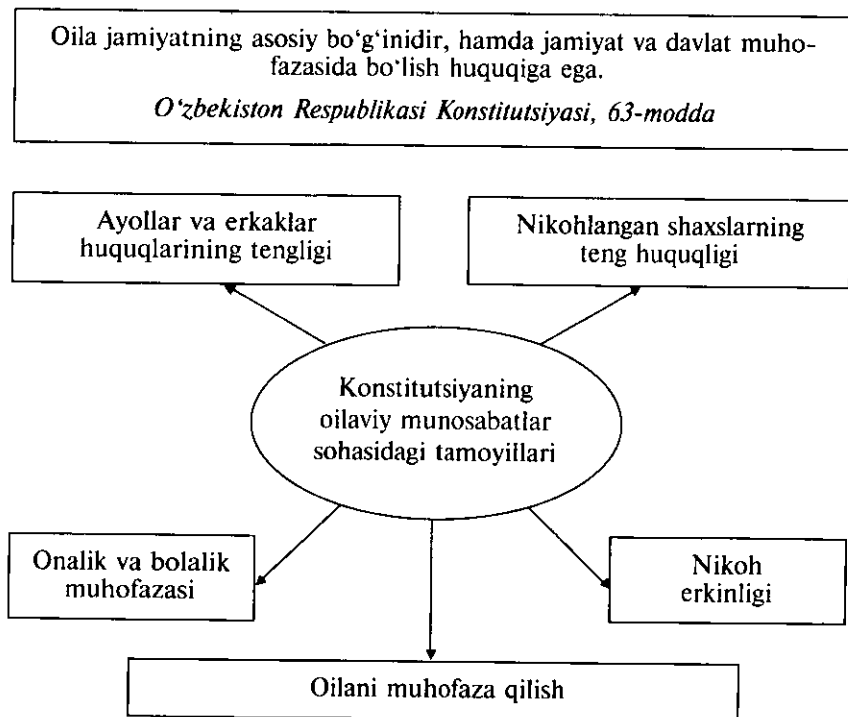 Oila jamiyatning asosiy bo‘g‘inidir, hamda jamiyat va davlat muho-
fazasida bo‘lish huquqiga ega.
O‘zbekiston Respublikasi Konstitutsiyasi, 63-modda
Ayollar va erkaklar
huquqlarining tengligi
Nikohlangan shaxslarning
teng huquqligi
Konstitutsiyaning
oilaviy munosabatlar
sohasidagi tamoyillari
Onalik va bolalik
muhofazasi
Nikoh
erkinligi
Oilani muhofaza qilish